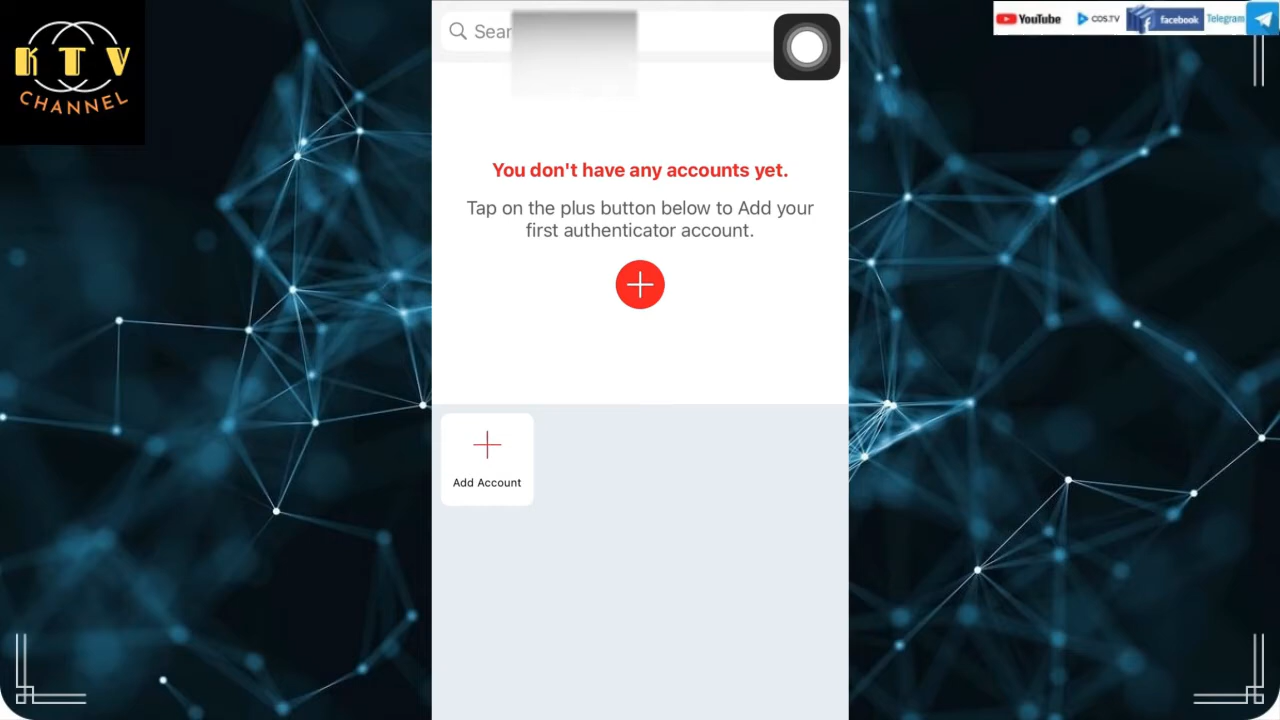 KTV
CHANNEL
YouTube
COS.TV
facebook
Telegram
You don't have any accounts yet.
Tap on the plus button below to Add your
first authenticator account.
Add Account